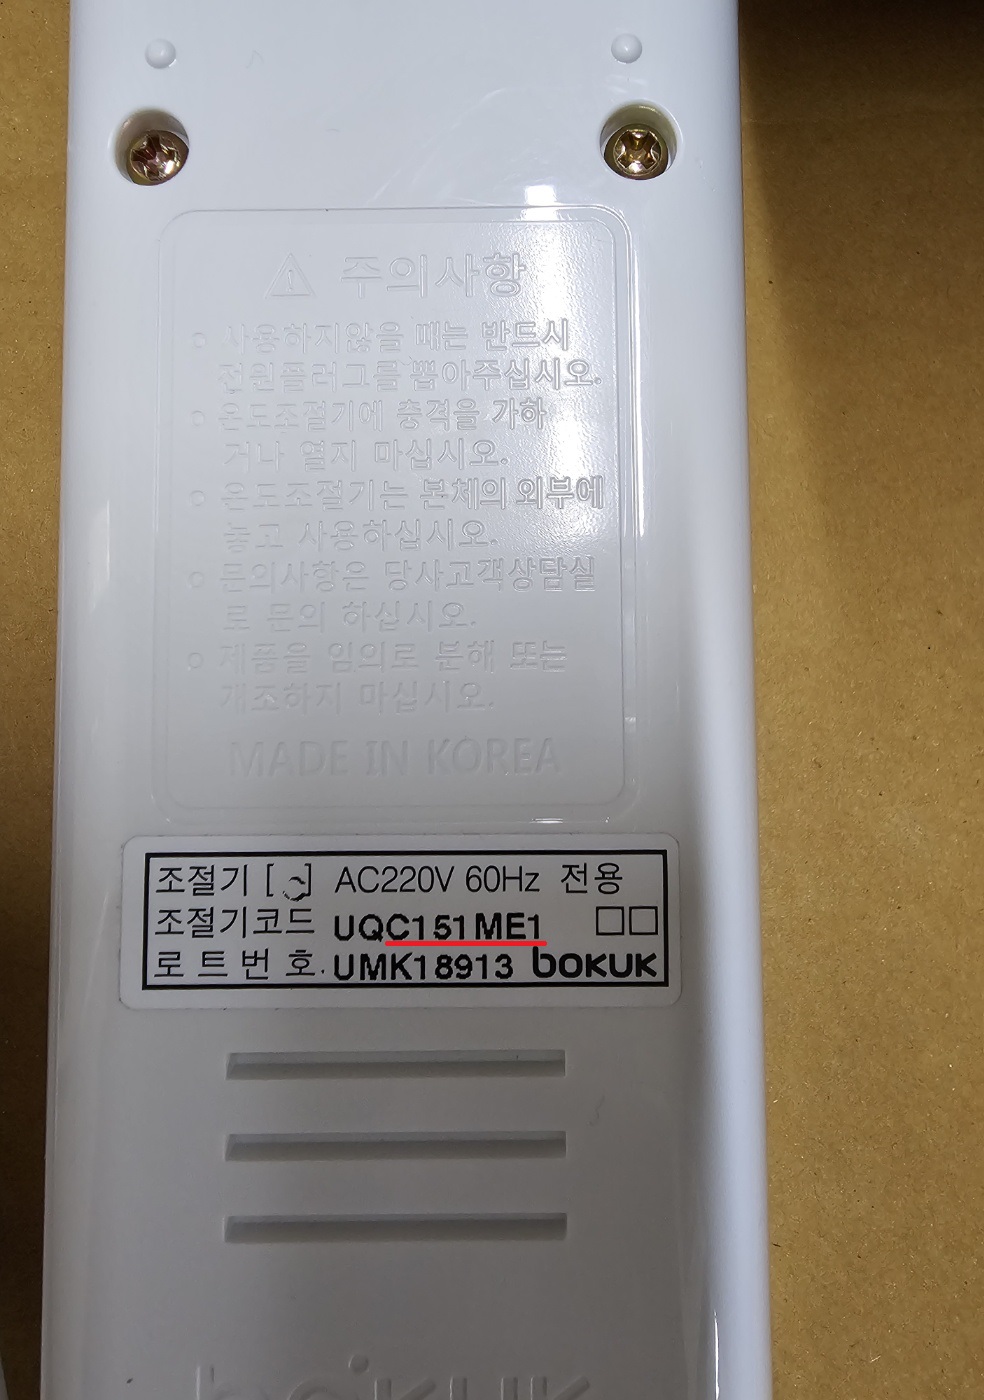 ⚠ 주의사항
○ 사용하지않을 때는 반드시
전원플러그를 뽑아주십시오.
○ 온도조절기에 충격을 가하
거나 열지 마십시오.
○ 온도조절기는 본체의 외부에
놓고 사용하십시오.
○ 문의사항은 당사고객상담실
로 문의 하십시오.
○ 제품을 임의로 분해 또는
개조하지 마십시오.
MADE IN KOREA
조절기 [ ] AC220V 60Hz 전용
조절기코드 UQC151ME1 □□
로트번호. UMK18913 bokuk
bokuk